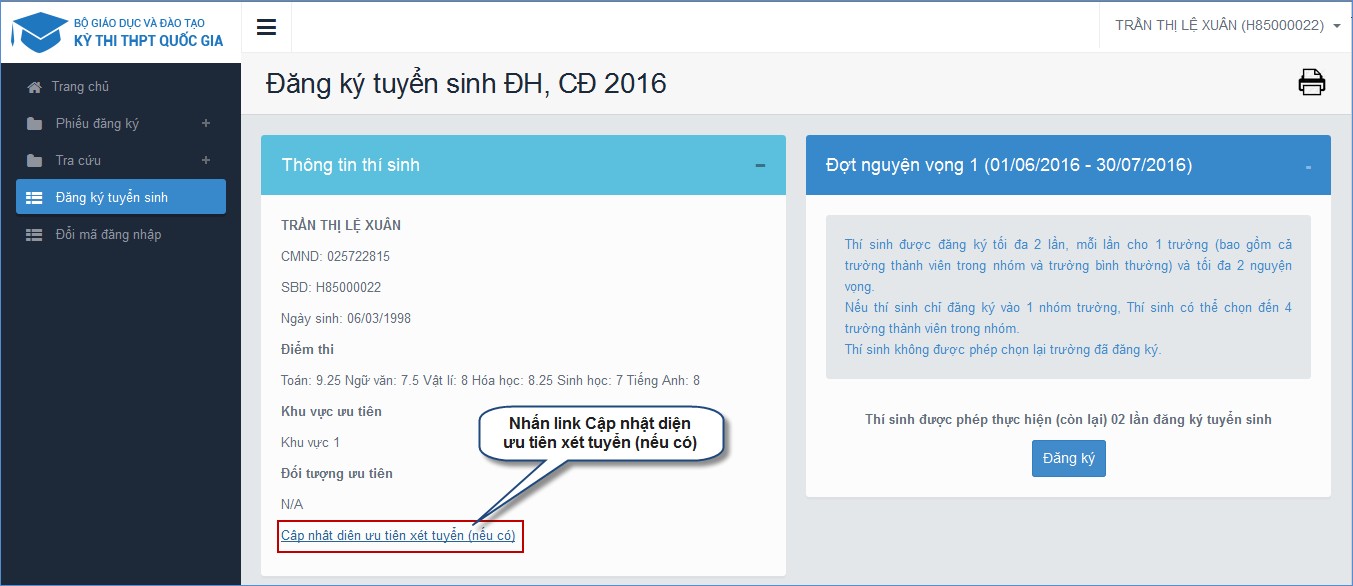 BỘ GIÁO DỤC VÀ ĐÀO TẠO
KỲ THI THPT QUỐC GIA
TRẦN THỊ LỆ XUÂN (H85000022)
Trang chủ
Phiếu đăng ký +
Tra cứu +
Đăng ký tuyển sinh
Đổi mã đăng nhập
Đăng ký tuyển sinh ĐH, CĐ 2016
Thông tin thí sinh
TRẦN THỊ LỆ XUÂN
CMND: 025722815
SBD: H85000022
Ngày sinh: 06/03/1998
Điểm thi
Toán: 9.25 Ngữ văn: 7.5 Vật lí: 8 Hóa học: 8.25 Sinh học: 7 Tiếng Anh: 8
Khu vực ưu tiên
Khu vực 1
Đối tượng ưu tiên
N/A
Cập nhật diện ưu tiên xét tuyển (nếu có)
Nhấn link Cập nhật diện
ưu tiên xét tuyển (nếu có)
Đợt nguyện vọng 1 (01/06/2016 - 30/07/2016)
Thí sinh được đăng ký tối đa 2 lần, mỗi lần cho 1 trường (bao gồm cả
trường thành viên trong nhóm và trường bình thường) và tối đa 2 nguyện
vọng.
Nếu thí sinh chỉ đăng ký vào 1 nhóm trường, Thí sinh có thể chọn đến 4
trường thành viên trong nhóm.
Thí sinh không được phép chọn lại trường đã đăng ký.
Thí sinh được phép thực hiện (còn lại) 02 lần đăng ký tuyển sinh
Đăng ký